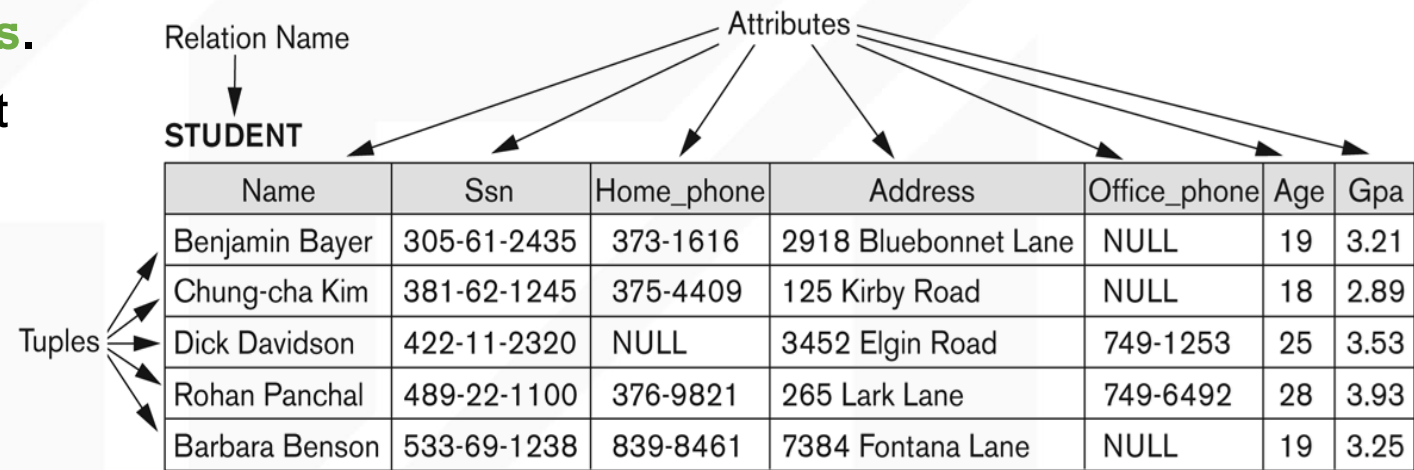 s.
t
Relation Name
Attributes
STUDENT
Name Ssn Home_phone Address Office_phone Age Gpa
Benjamin Bayer 305-61-2435 373-1616 2918 Bluebonnet Lane NULL 19 3.21
Chung-cha Kim 381-62-1245 375-4409 125 Kirby Road NULL 18 2.89
Tuples
Dick Davidson 422-11-2320 NULL 3452 Elgin Road 749-1253 25 3.53
Rohan Panchal 489-22-1100 376-9821 265 Lark Lane 749-6492 28 3.93
Barbara Benson 533-69-1238 839-8461 7384 Fontana Lane NULL 19 3.25